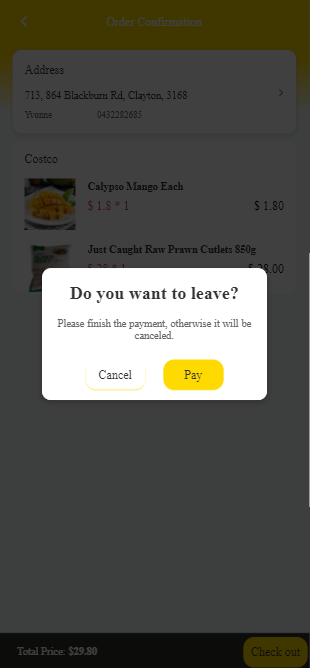 Order Confirmation
Address
713, 864 Blackburn Rd, Clayton, 3168
Yvonne 0432282685
Costco
Calypso Mango Each
$ 1.8 * 1 $ 1.80
Just Caught Raw Prawn Cutlets 850g
$ 28 * 1 $ 28.00
Do you want to leave?
Please finish the payment, otherwise it will be
canceled.
Cancel Pay
Total Price: $29.80 Check out